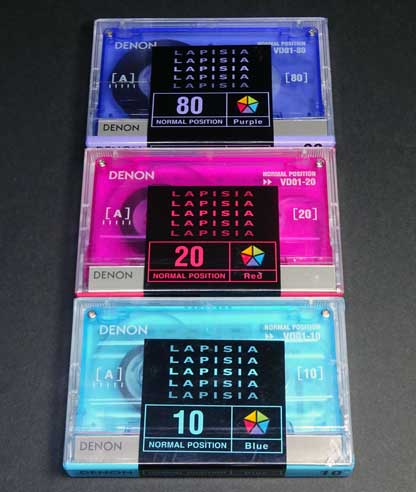 DENON
LAPISIA
LAPISIA
LAPISIA
LAPISIA
LAPISIA
NORMAL POSITION
VD01-80
[A]
[80]
80
NORMAL POSITION
Purple
DENON
DENON
LAPISIA
LAPISIA
LAPISIA
LAPISIA
LAPISIA
NORMAL POSITION
VD01-20
[A]
[20]
20
NORMAL POSITION
Red
DENON
DENON
NORMAL POSITION
VD01-10
LAPISIA
LAPISIA
LAPISIA
LAPISIA
LAPISIA
[A]
[10]
10
NORMAL POSITION
Blue
DENON